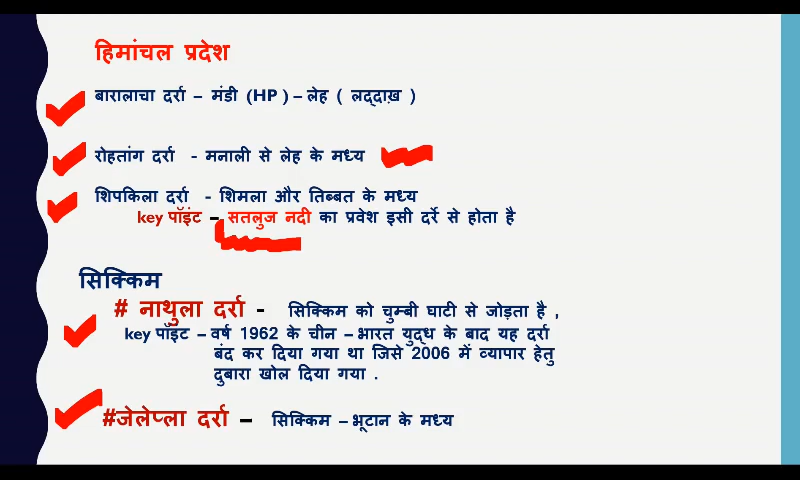 हिमांचल प्रदेश
बारालाचा दर्रा – मंडी (HP ) – लेह ( लद्दाख़ )
रोहतांग दर्रा - मनाली से लेह के मध्य
शिपकिला दर्रा - शिमला और तिब्बत के मध्य
key पॉइंट – सतलुज नदी का प्रवेश इसी दर्रे से होता है
सिक्किम
# नाथुला दर्रा - सिक्किम को चुम्बी घाटी से जोड़ता है ,
key पॉइंट – वर्ष 1962 के चीन – भारत युद्ध के बाद यह दर्रा
बंद कर दिया गया था जिसे 2006 में व्यापार हेतु
दुबारा खोल दिया गया .
#जेलेप्ला दर्रा – सिक्किम – भूटान के मध्य